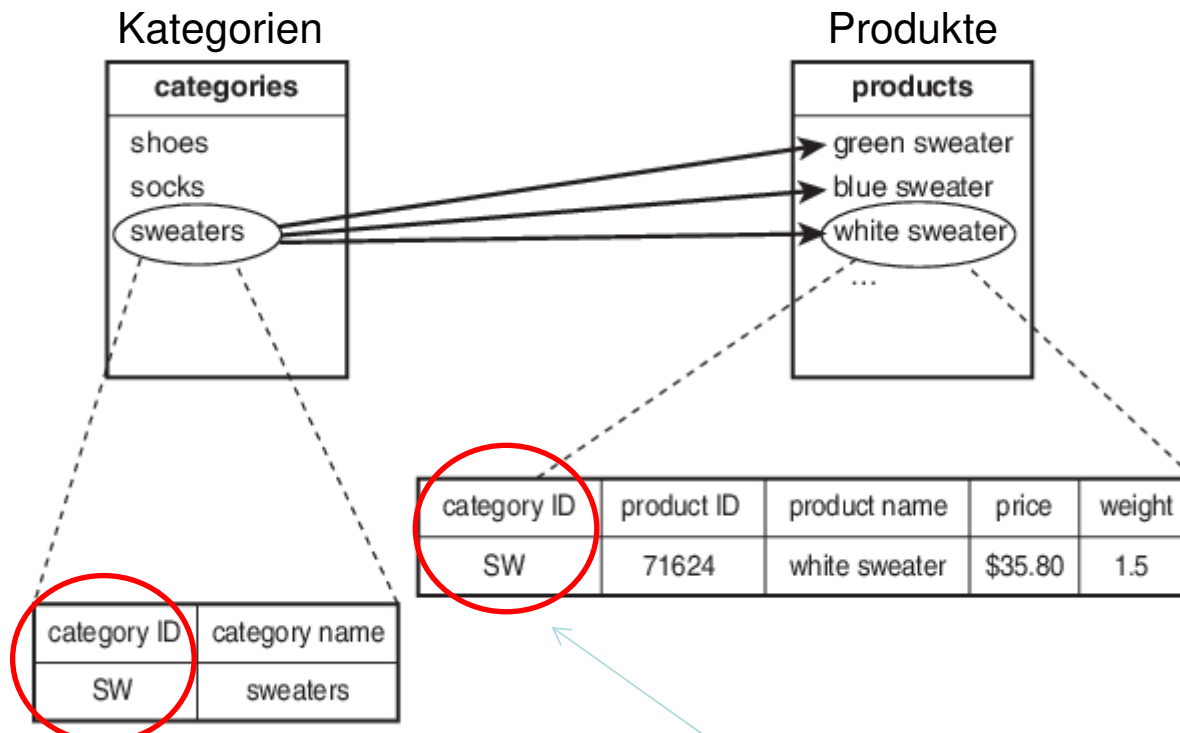 Kategorien
categories
shoes
socks
sweaters
Produkte
products
green sweater
blue sweater
white sweater
...
category ID product ID product name price weight
SW 71624 white sweater $35.80 1.5
category ID category name
SW sweaters